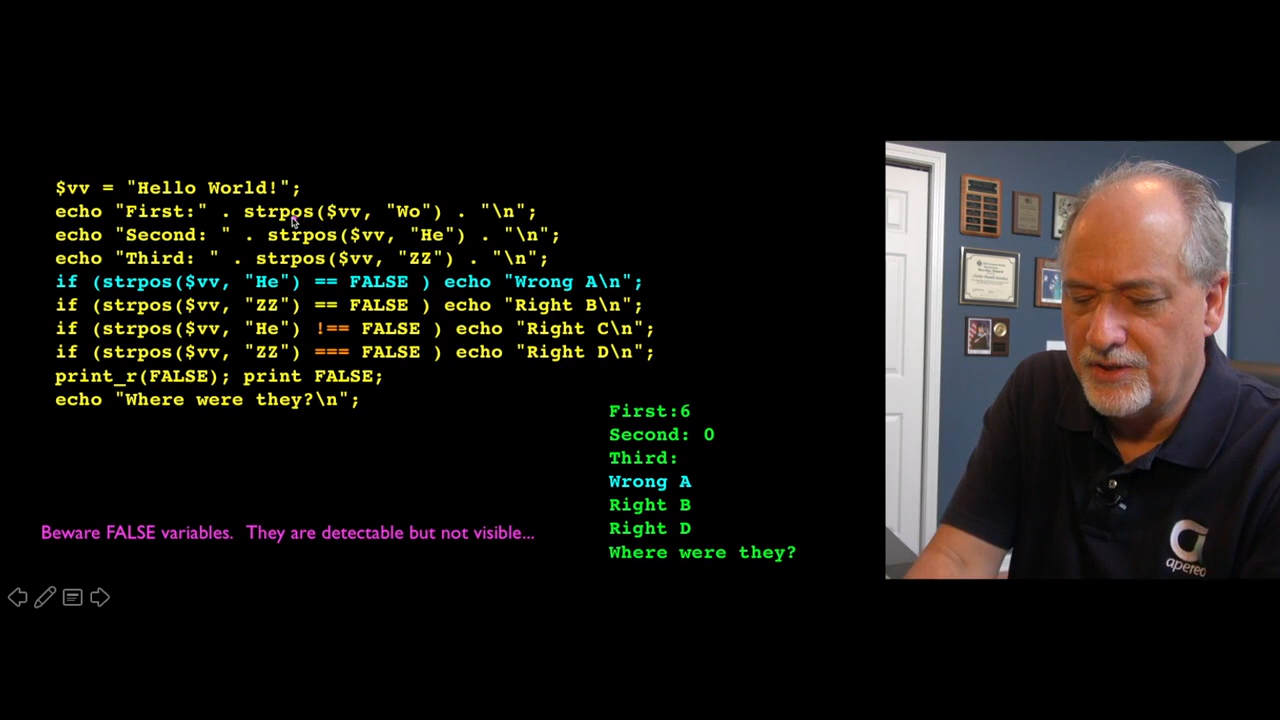 $vv = "Hello World!";
echo "First:" . strpos($vv, "Wo") . "\n";
echo "Second: " . strpos($vv, "He") . "\n";
echo "Third: " . strpos($vv, "ZZ") . "\n";
if (strpos($vv, "He") == FALSE ) echo "Wrong A\n";
if (strpos($vv, "ZZ") == FALSE ) echo "Right B\n";
if (strpos($vv, "He") !== FALSE ) echo "Right C\n";
if (strpos($vv, "ZZ") === FALSE ) echo "Right D\n";
print_r(FALSE); print FALSE;
echo "Where were they?\n";
First:6
Second: 0
Third:
Wrong A
Right B
Right D
Where were they?
Beware FALSE variables. They are detectable but not visible...
apereo